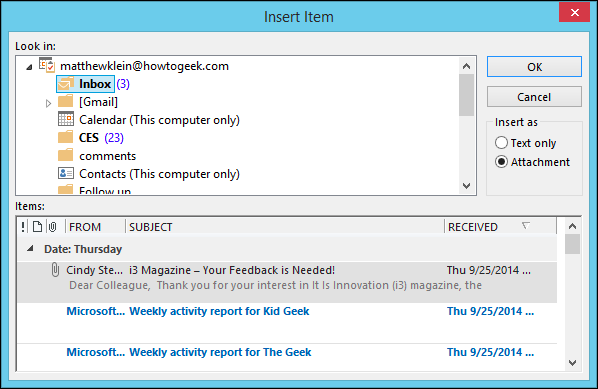 Insert Item
Look in:
matthewklein@howtogeek.com
Inbox (3)
[Gmail]
Calendar (This computer only)
CES (23)
comments
Contacts (This computer only)
Follow up
OK
Cancel
Insert as
Text only
Attachment
Items:
! FROM SUBJECT RECEIVED
Date: Thursday
Cindy Ste... i3 Magazine – Your Feedback is Needed! Thu 9/25/2014 ...
Dear Colleague, Thank you for your interest in It Is Innovation (i3) magazine, the
Microsoft... Weekly activity report for Kid Geek Thu 9/25/2014 ...
Microsoft... Weekly activity report for The Geek Thu 9/25/2014 ...